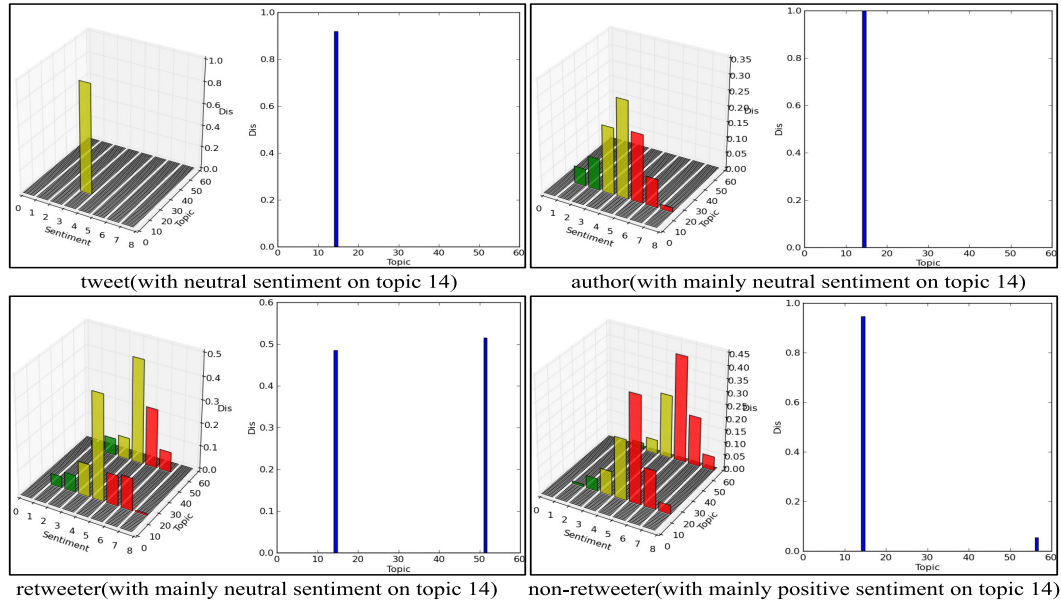 Dis
1.0
0.8
0.6
0.4
0.2
0.0
0 1 2 3 4 5 6 7 8
Sentiment
0 10 20 30 40 50 60
Topic
Dis
1.0
0.8
0.6
0.4
0.2
0.0
0 10 20 30 40 50 60
Topic
Dis
0.35
0.30
0.25
0.20
0.15
0.10
0.05
0.00
0 1 2 3 4 5 6 7 8
Sentiment
0 10 20 30 40 50 60
Topic
Dis
1.0
0.8
0.6
0.4
0.2
0.0
0 10 20 30 40 50 60
Topic
tweet(with neutral sentiment on topic 14)
author(with mainly neutral sentiment on topic 14)
Dis
0.5
0.4
0.3
0.2
0.1
0.0
0 1 2 3 4 5 6 7 8
Sentiment
0 10 20 30 40 50 60
Topic
Dis
0.6
0.5
0.4
0.3
0.2
0.1
0.0
0 10 20 30 40 50 60
Topic
Dis
0.45
0.40
0.35
0.30
0.25
0.20
0.15
0.10
0.05
0.00
0 1 2 3 4 5 6 7 8
Sentiment
0 10 20 30 40 50 60
Topic
Dis
1.0
0.8
0.6
0.4
0.2
0.0
0 10 20 30 40 50 60
Topic
retweeter(with mainly neutral sentiment on topic 14)
non-retweeter(with mainly positive sentiment on topic 14)